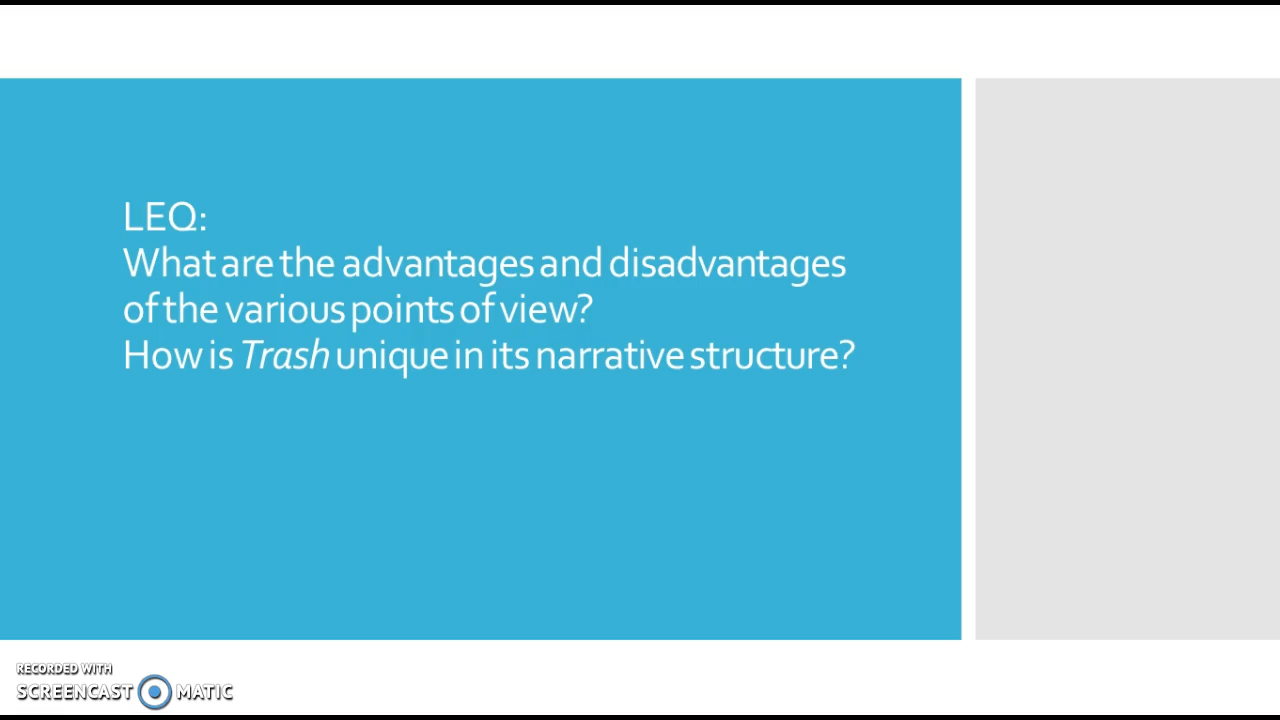 LEQ:
What are the advantages and disadvantages
of the various points of view?
How is Trash unique in its narrative structure?
RECORDED WITH
SCREENCAST MATIC